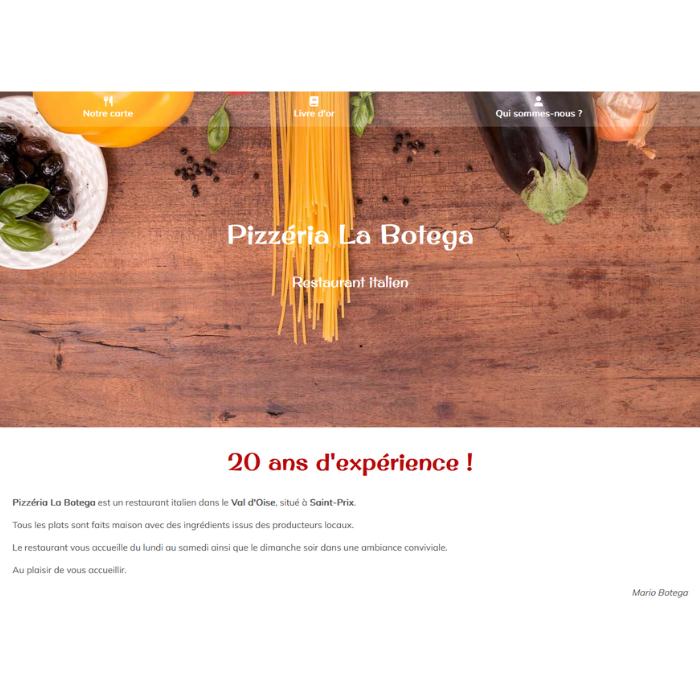 Notre carte
Livre d'or
Qui sommes-nous ?
Pizzéria La Botega
Restaurant italien
20 ans d'expérience !
Pizzéria La Botega est un restaurant italien dans le Val d'Oise, situé à Saint-Prix.
Tous les plats sont faits maison avec des ingrédients issus des producteurs locaux.
Le restaurant vous accueille du lundi au samedi ainsi que le dimanche soir dans une ambiance conviviale.
Au plaisir de vous accueillir.
Mario Botega